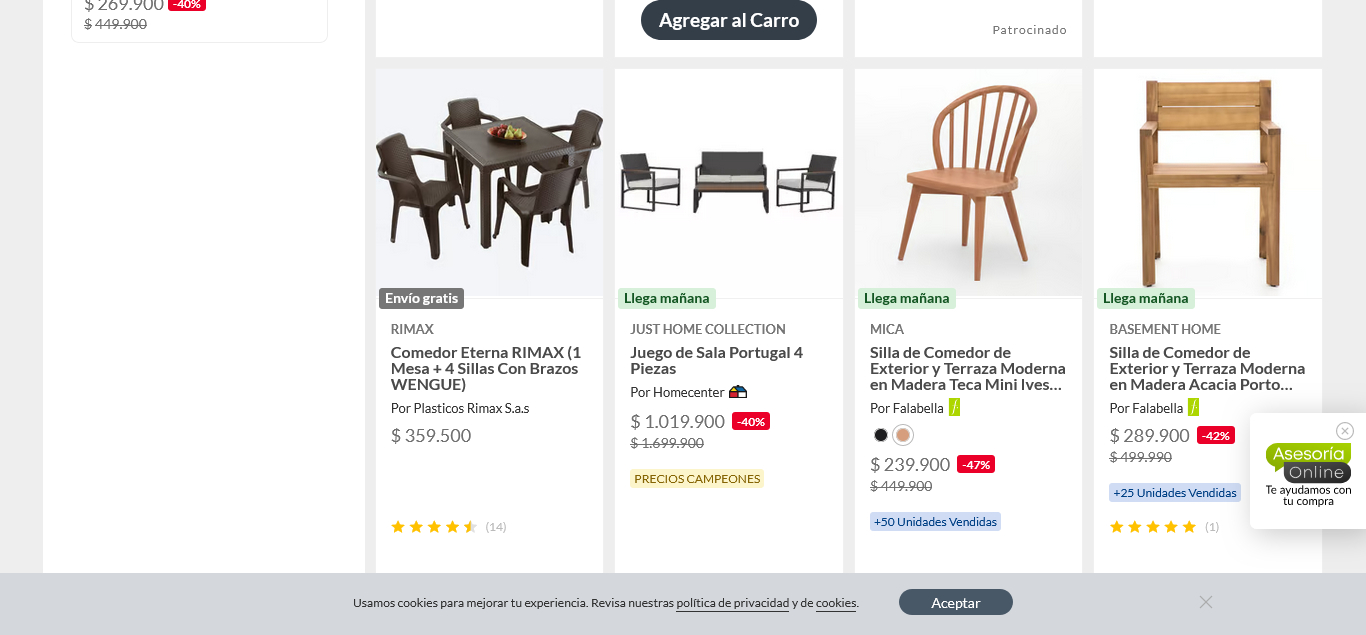 $ 269.900 -40%
$ 449.900
Agregar al Carro
Patrocinado
Envío gratis
RIMAX
Comedor Eterna RIMAX (1
Mesa + 4 Sillas Con Brazos
WENGUE)
Por Plasticos Rimax S.a.s
$ 359.500
(14)
Llega mañana
JUST HOME COLLECTION
Juego de Sala Portugal 4
Piezas
Por Homecenter
$ 1.019.900 -40%
$ 1.699.900
PRECIOS CAMPEONES
Llega mañana
MICA
Silla de Comedor de
Exterior y Terraza Moderna
en Madera Teca Mini Ives...
Por Falabella
$ 239.900 -47%
$ 449.900
+50 Unidades Vendidas
Llega mañana
BASEMENT HOME
Silla de Comedor de
Exterior y Terraza Moderna
en Madera Acacia Porto...
Por Falabella
$ 289.900 -42%
$ 499.990
+25 Unidades Vendidas
(1)
Asesoría
Online
Te ayudamos con
tu compra
Usamos cookies para mejorar tu experiencia. Revisa nuestras política de privacidad y de cookies.
Aceptar